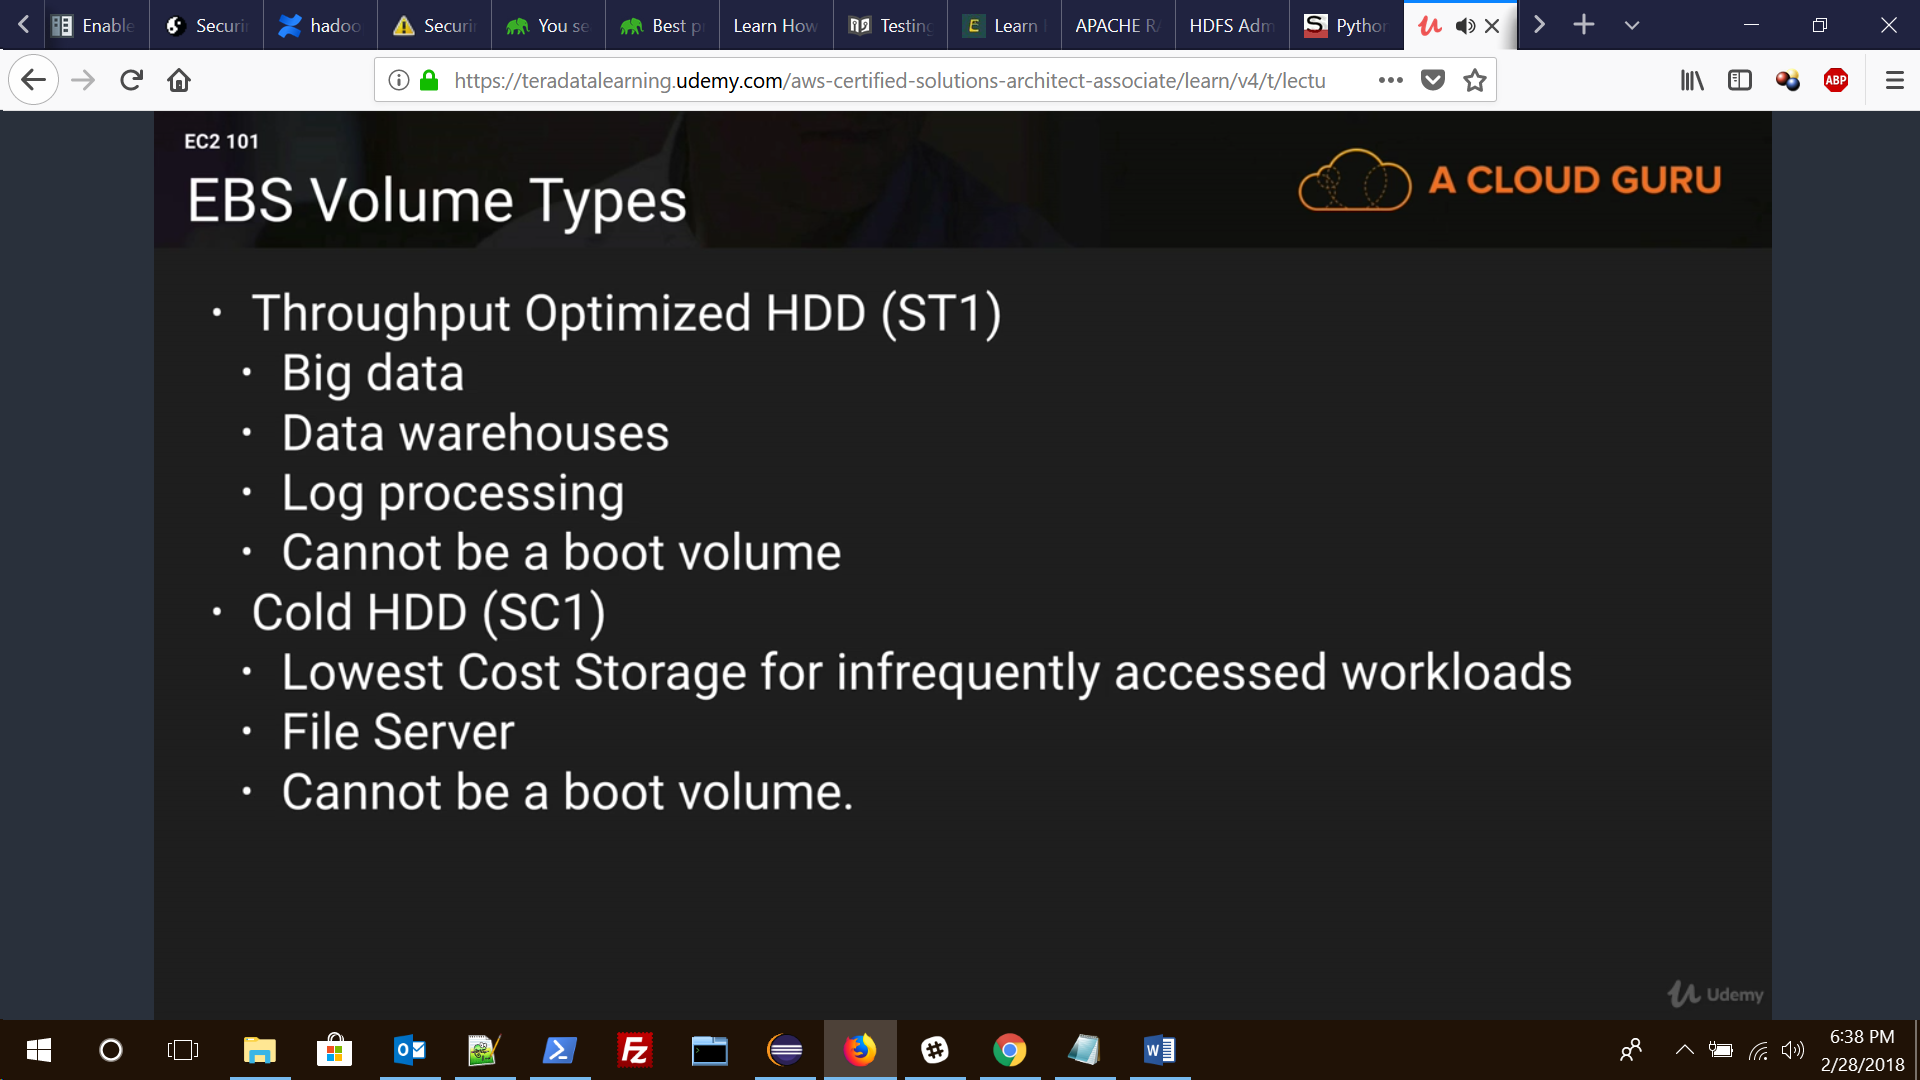 Enable
Securi
hadoo
Securi
You se
Best p
Learn How
Testing
E
Learn
APACHE R
HDFS Adm
S
Pytho
https://teradatalearning.udemy.com/aws-certified-solutions-architect-associate/learn/v4/t/lectu
ABP
EC2 101
EBS Volume Types
A CLOUD GURU
• Throughput Optimized HDD (ST1)
• Big data
• Data warehouses
• Log processing
• Cannot be a boot volume
• Cold HDD (SC1)
• Lowest Cost Storage for infrequently accessed workloads
• File Server
• Cannot be a boot volume.
Udemy
6:38 PM
2/28/2018